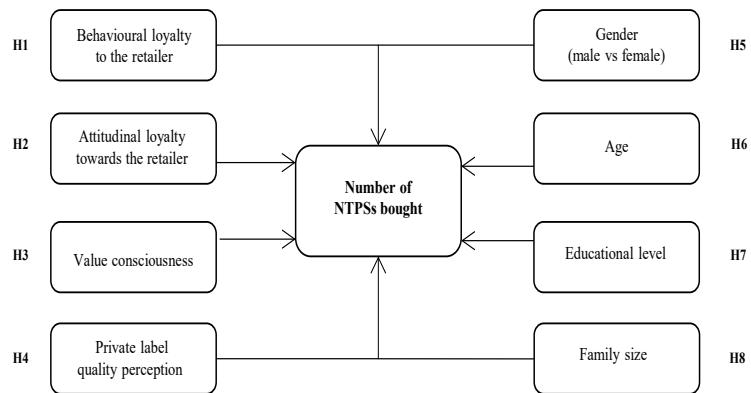 H1
Behavioural loyalty
to the retailer
Gender
(male vs female)
H5
H2
Attitudinal loyalty
towards the retailer
Age
H6
Number of
NTPSs bought
H3
Value consciousness
Educational level
H7
H4
Private label
quality perception
Family size
H8